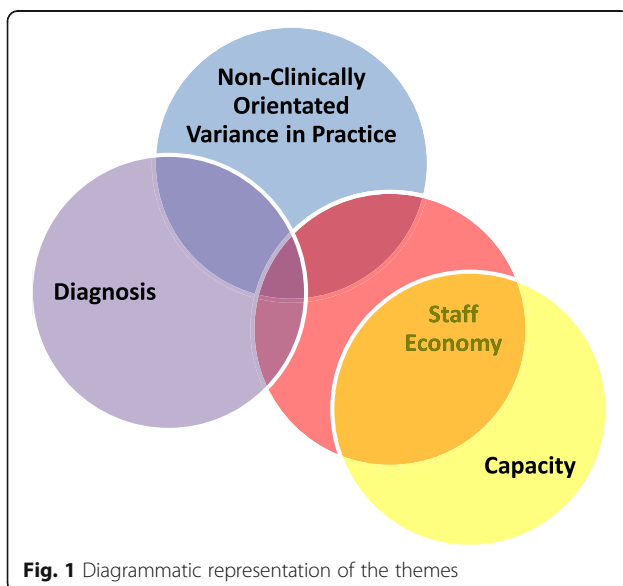 Non-Clinically
Orientated
Variance in Practice
Diagnosis
Staff
Economy
Capacity
Fig. 1 Diagrammatic representation of the themes